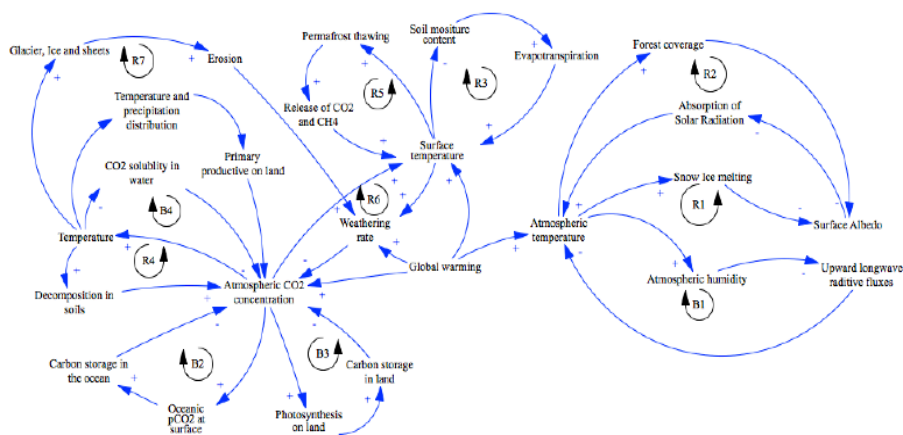 Glacier, Ice and sheets
R7
Erosion
Temperature and
precipitation
distribution
CO2 solubility in
water
Primary
productive on land
B4
R4
Temperature
Decomposition in
soils
Atmospheric CO2
concentration
Carbon storage in
the ocean
B2
Oceanic
pCO2 at
surface
B3
Carbon storage
in land
Photosynthesis
on land
Permafrost thawing
R5
Release of CO2
and CH4
Soil mositure
content
R3
Evapotranspiration
Surface
temperature
R6
Weathering
rate
Global warming
Forest coverage
R2
Absorption of
Solar Radiation
Snow Ice melting
R1
Atmospheric
temperature
Surface Albedo
Atmospheric humidity
B1
Upward longwave
raditive fluxes